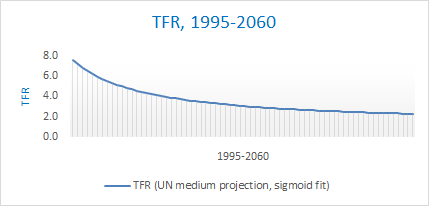 TFR, 1995-2060
8.0
6.0
4.0
2.0
0.0
TFR
1995-2060
TFR (UN medium projection, sigmoid fit)